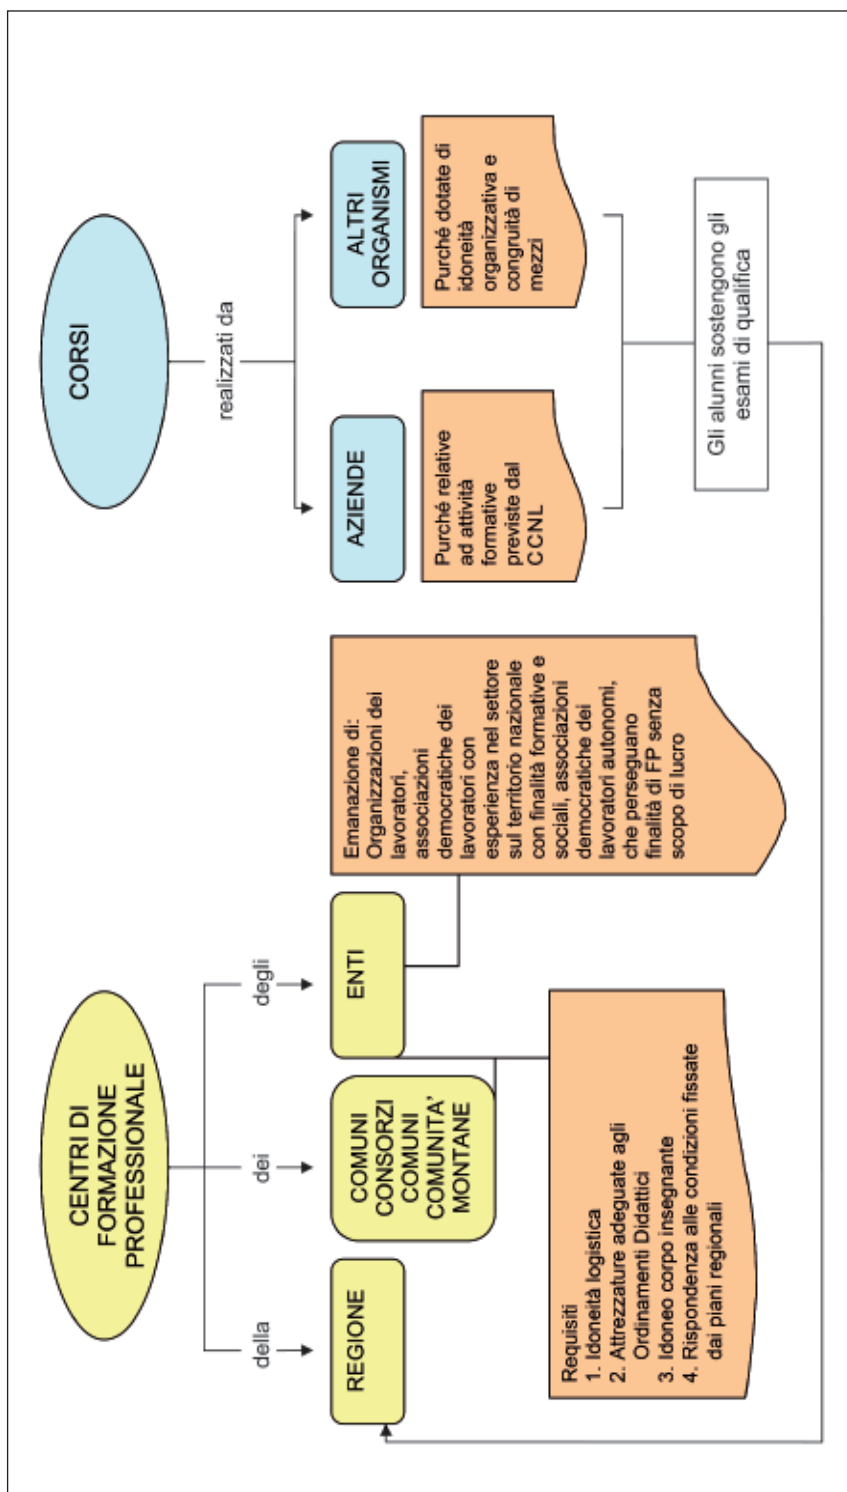 CENTRI DI
FORMAZIONE
PROFESSIONALE
della
dei
degli
REGIONE
COMUNI
CONSORZI
COMUNI
COMUNITA'
MONTANE
ENTI
Requisiti
1. Idoneità logistica
2. Attrezzature adeguate agli
Ordinamenti Didattici
3. Idoneo corpo insegnante
4. Rispondenza alle condizioni fissate
dai piani regionali
Emanazione di:
Organizzazioni dei
lavoratori,
associazioni
democratiche dei
lavoratori con
esperienza nel settore
sul territorio nazionale
con finalità formative e
sociali, associazioni
democratiche dei
lavoratori autonomi,
che perseguano
finalità di FP senza
scopo di lucro
CORSI
realizzati da
AZIENDE
ALTRI
ORGANISMI
Purché relative
ad attività
formative
previste dal
CCNL
Purché dotate di
idoneità
organizzativa e
congruità di
mezzi
Gli alunni sostengono gli
esami di qualifica